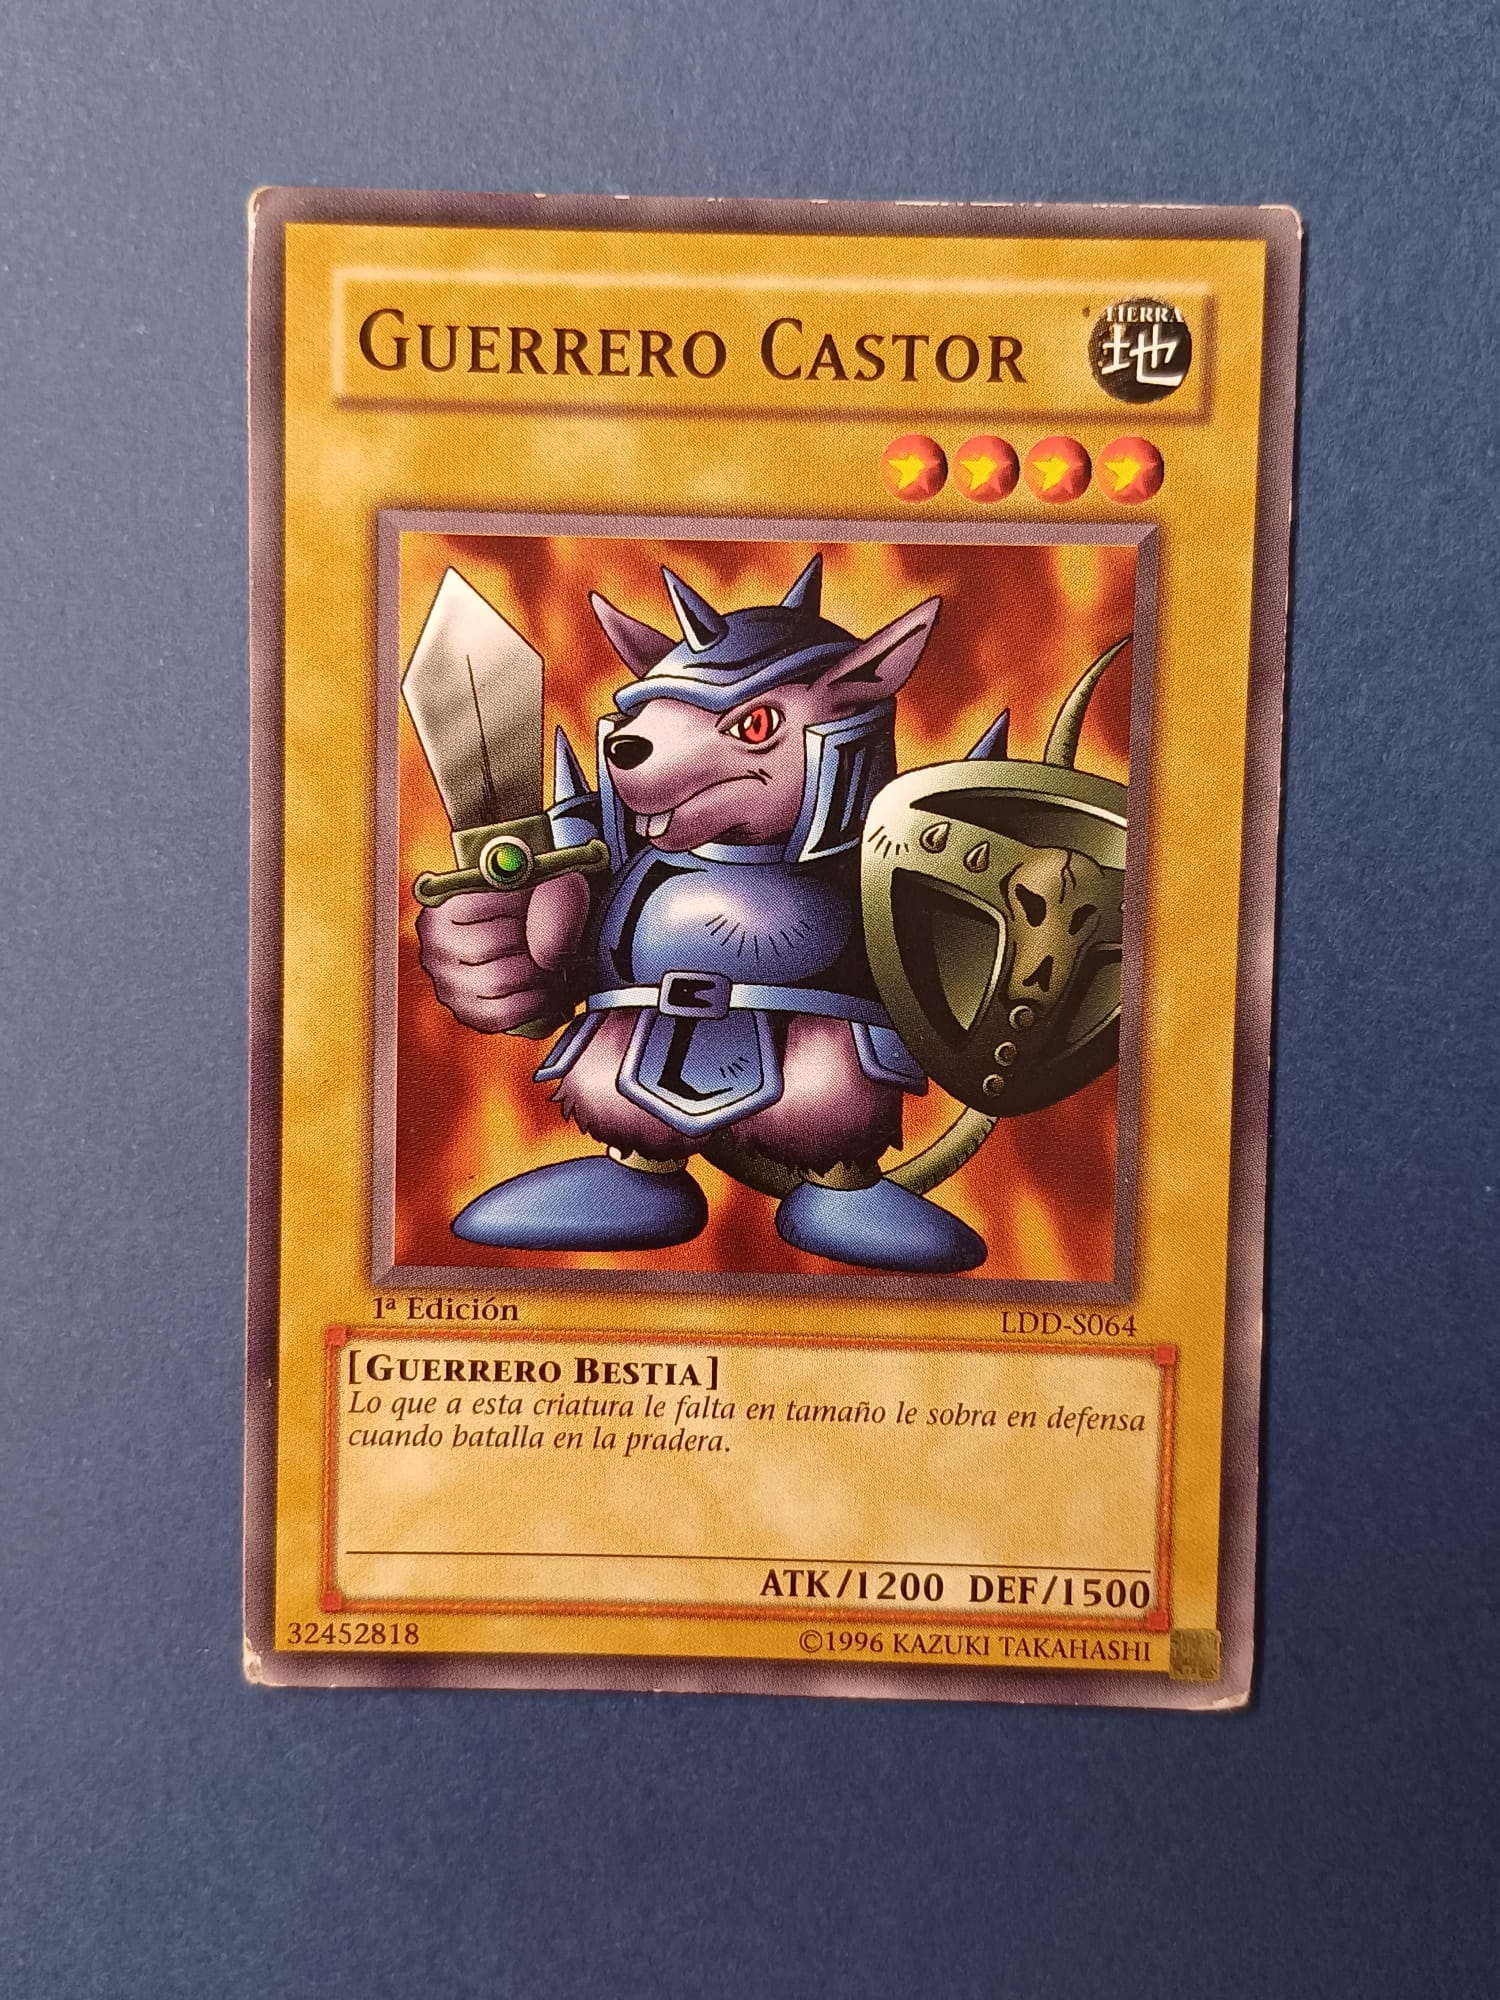 GUERRERO CASTOR
TIERRA
地
1ª Edición
LDD-S064
[GUERRERO BESTIA]
Lo que a esta criatura le falta en tamaño le sobra en defensa
cuando batalla en la pradera.
ATK/1200 DEF/1500
32452818
©1996 KAZUKI TAKAHASHI